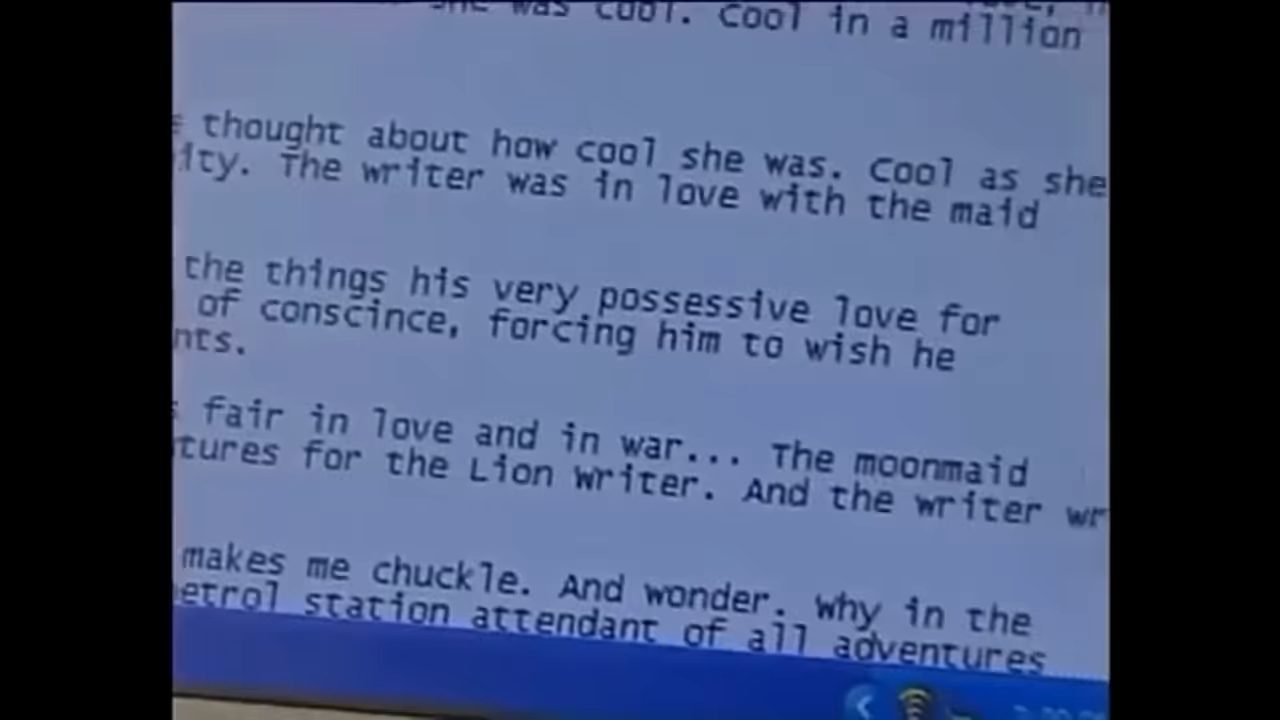 she was cool. Cool in a million
thought about how cool she was. Cool as she
ity. The writer was in love with the maid
the things his very possessive love for
of conscince, forcing him to wish he
nts.
fair in love and in war... The moonmaid
tures for the Lion writer. And the writer wr
makes me chuckle. And wonder. Why in the
etrol station attendant of all adventures